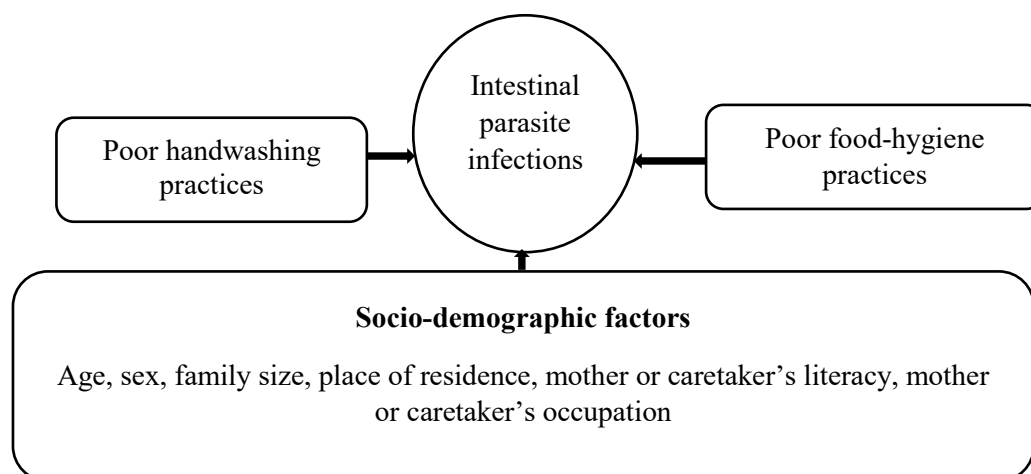 Intestinal
parasite
infections
Poor handwashing
practices
Poor food-hygiene
practices
Socio-demographic factors
Age, sex, family size, place of residence, mother or caretaker’s literacy, mother
or caretaker’s occupation